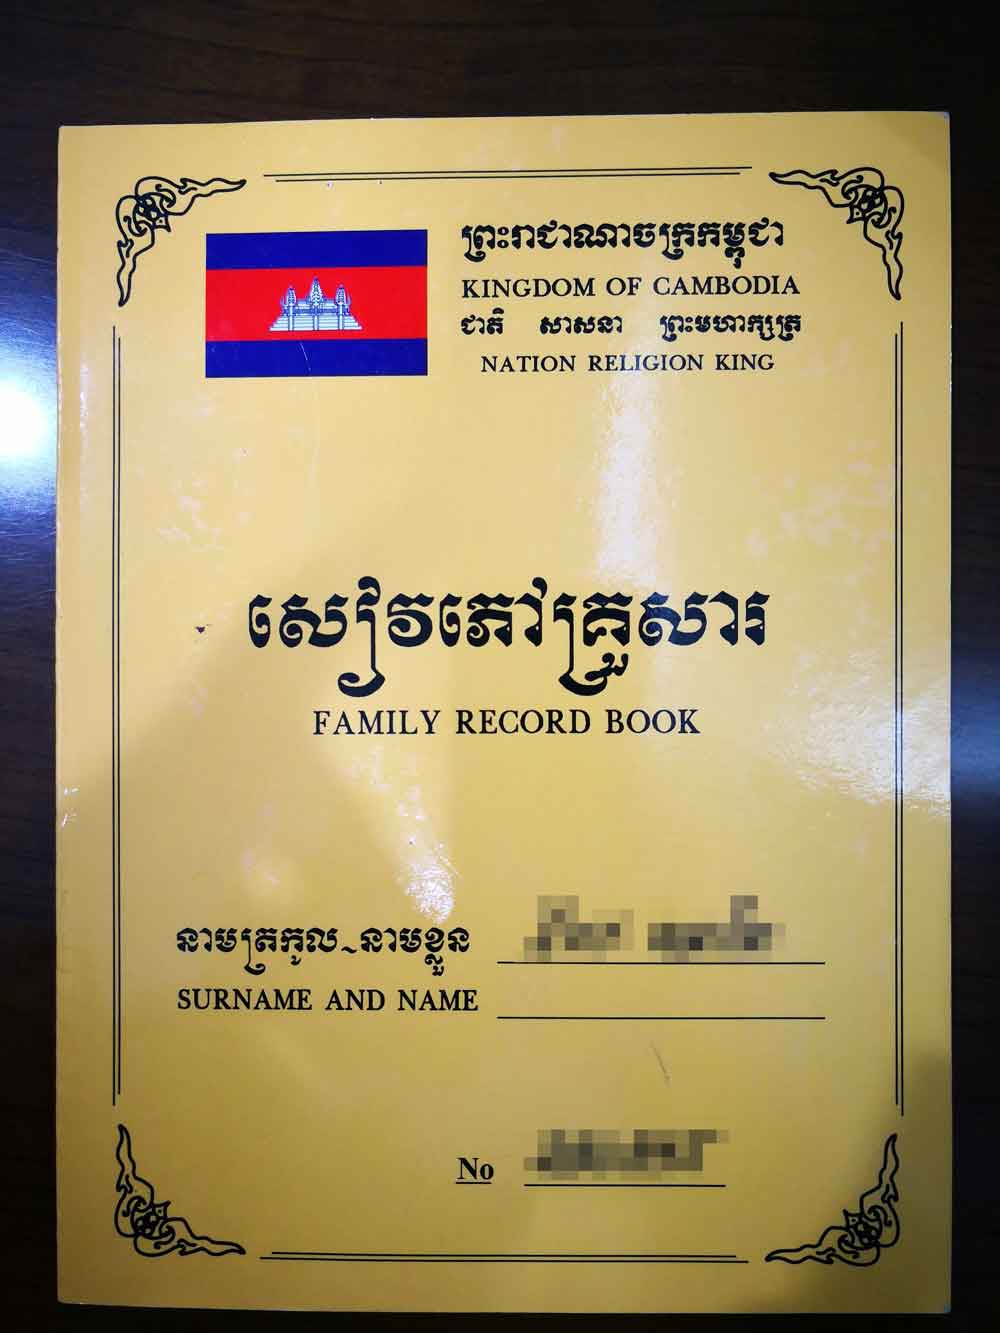 ព្រះរាជាណាចក្រកម្ពុជា
KINGDOM OF CAMBODIA
ជាតិ សាសនា ព្រះមហាក្សត្រ
NATION RELIGION KING
សៀវភៅគ្រួសារ
FAMILY RECORD BOOK
នាមត្រកូល~នាមខ្លួន
SURNAME AND NAME
No